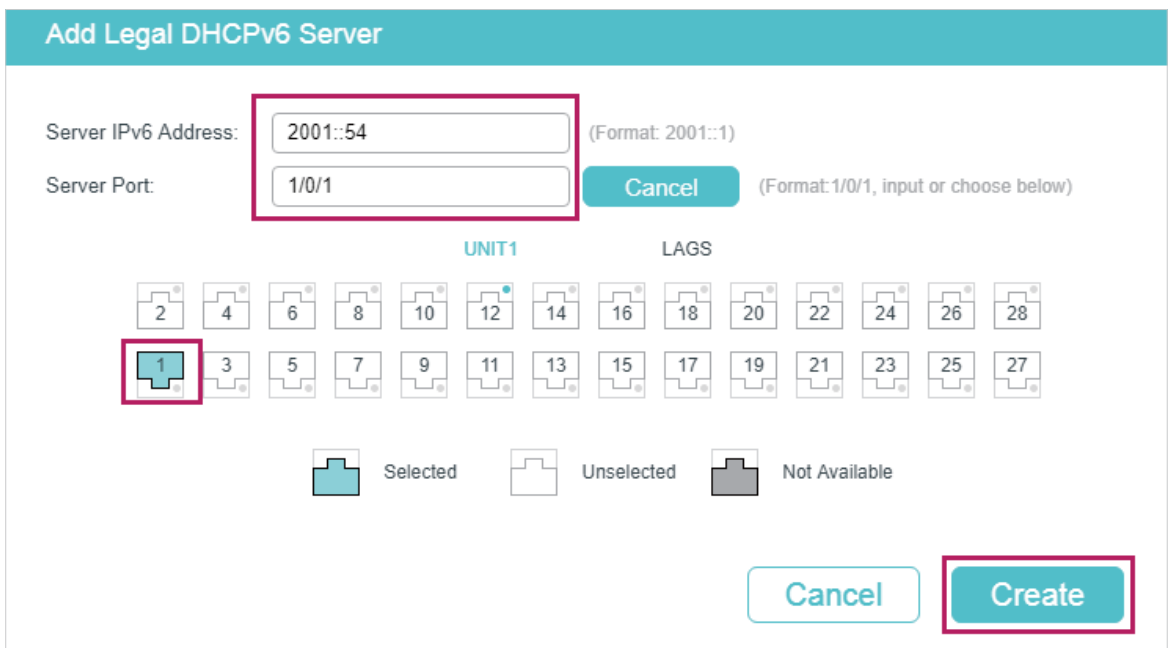 Add Legal DHCPv6 Server
Server IPv6 Address: 2001::54 (Format: 2001::1)
Server Port: 1/0/1 Cancel (Format:1/0/1, input or choose below)
UNIT1 LAGS
2 4 6 8 10 12 14 16 18 20 22 24 26 28
1 3 5 7 9 11 13 15 17 19 21 23 25 27
Selected Unselected Not Available
Cancel Create